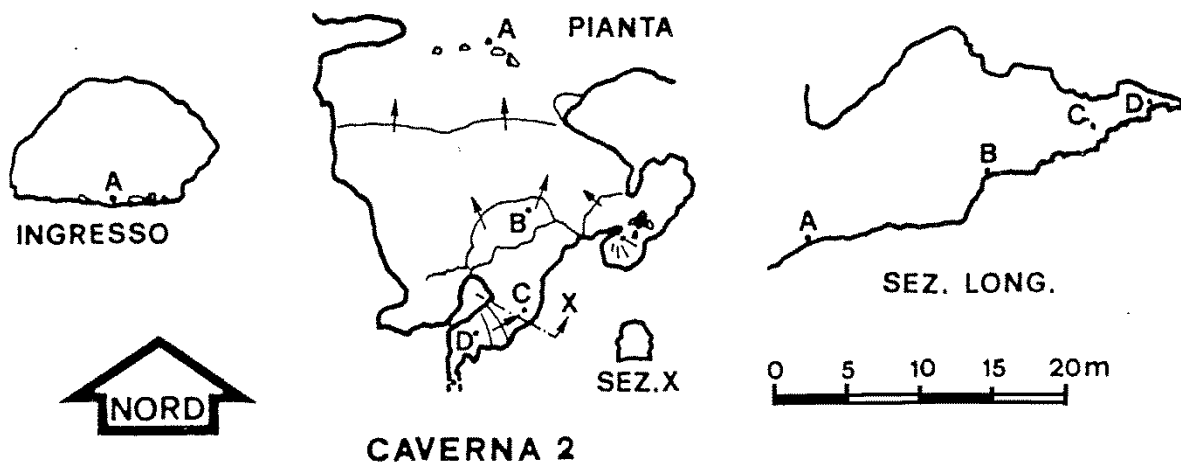 INGRESSO
A
PIANTA
A
B
C
D
X
SEZ.X
SEZ. LONG.
A
B
C
D
0 5 10 15 20m
NORD
CAVERNA 2